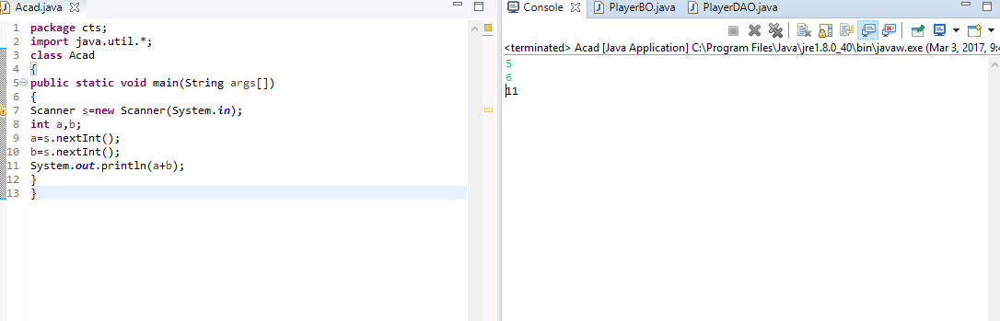 Acad.java
1 package cts;
2 import java.util.*;
3 class Acad
4 {
5 public static void main(String args[])
6 {
7 Scanner s=new Scanner(System.in);
8 int a,b;
9 a=s.nextInt();
10 b=s.nextInt();
11 System.out.println(a+b);
12 }
13 }
Console PlayerBO.java PlayerDAO.java
<terminated> Acad [Java Application] C:\Program Files\Java\jre1.8.0_40\bin\javaw.exe (Mar 3, 2017, 9:4
5
6
11